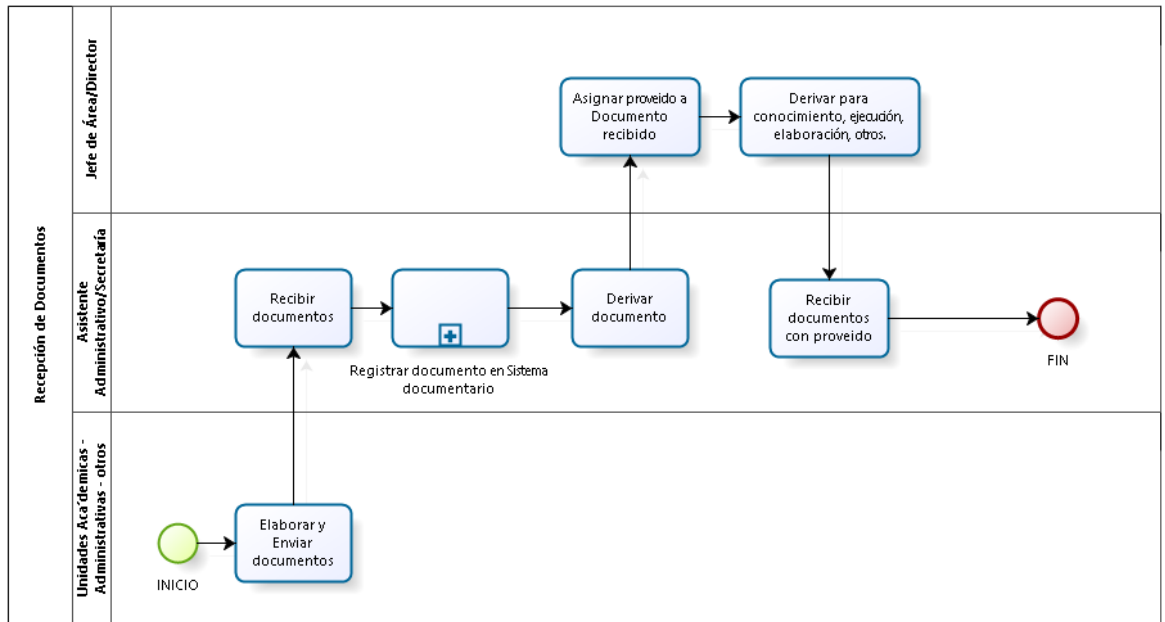 Recepción de Documentos
Jefe de Área/Director
Asignar proveido a
Documento
recibido
Derivar para
conocimiento, ejecución,
elaboración, otros.
Asistente
Administrativo/Secretaría
Recibir
documentos
Registrar documento en Sistema
documentario
Derivar
documento
Recibir
documentos
con proveido
FIN
Unidades Aca´demicas -
Administrativas - otros
INICIO
Elaborar y
Enviar
documentos